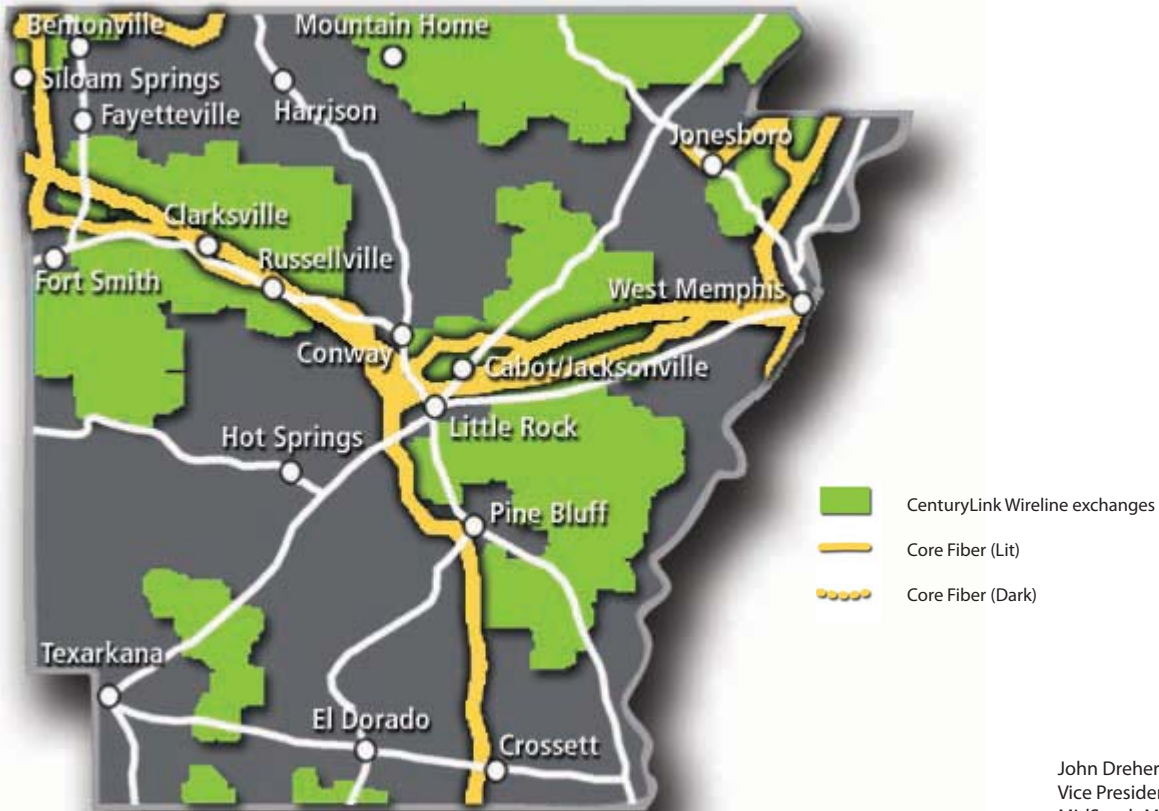 Bentonville
Mountain Home
Siloam Springs
Fayetteville
Harrison
Jonesboro
Clarksville
Russellville
Fort Smith
West Memphis
Conway
Cabot/Jacksonville
Little Rock
Hot Springs
Pine Bluff
Texarkana
El Dorado
Crossett
CenturyLink Wireline exchanges
Core Fiber (Lit)
Core Fiber (Dark)
John Dreher
Vice Presiden